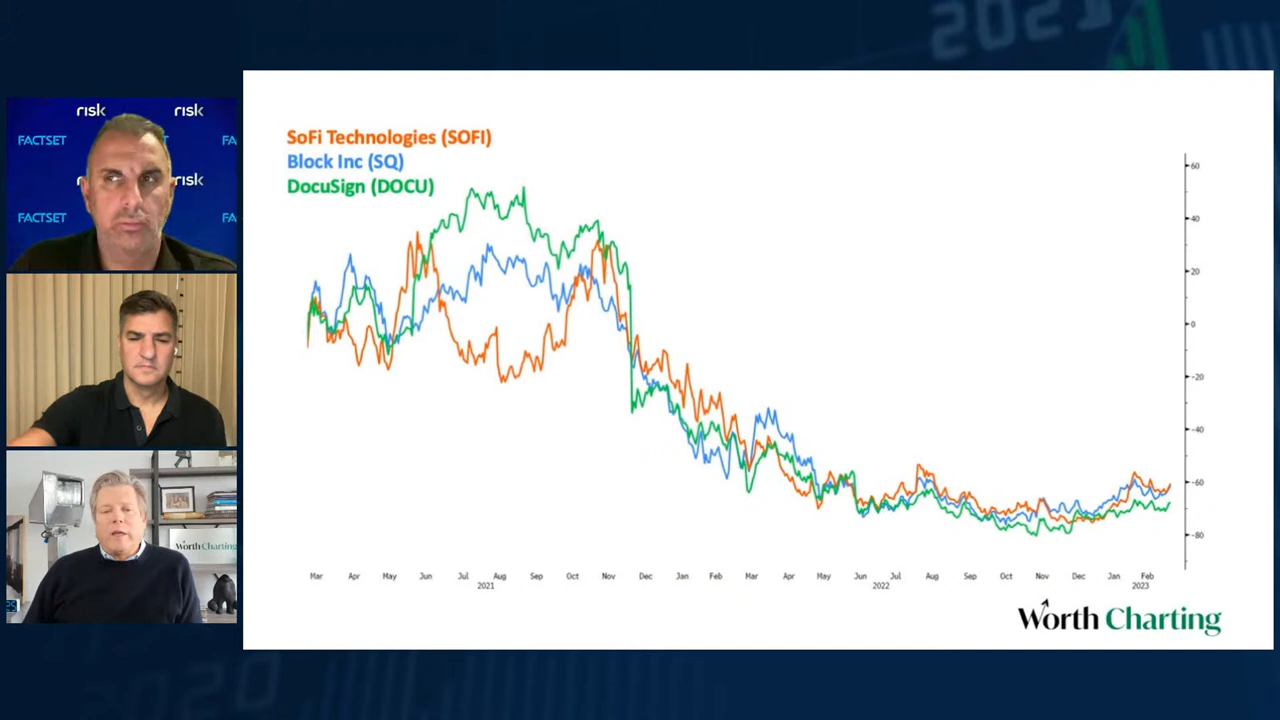 risk
risk
FACTSET
FA
risk
FACTSET
FA
Worth Charting
SoFi Technologies (SOFI)
Block Inc (SQ)
DocuSign (DOCU)
60
40
20
0
-20
-40
-60
-80
Mar Apr May Jun Jul Aug Sep Oct Nov Dec Jan Feb Mar Apr May Jun Jul Aug Sep Oct Nov Dec Jan Feb
2021 2022 2023
Worth Charting